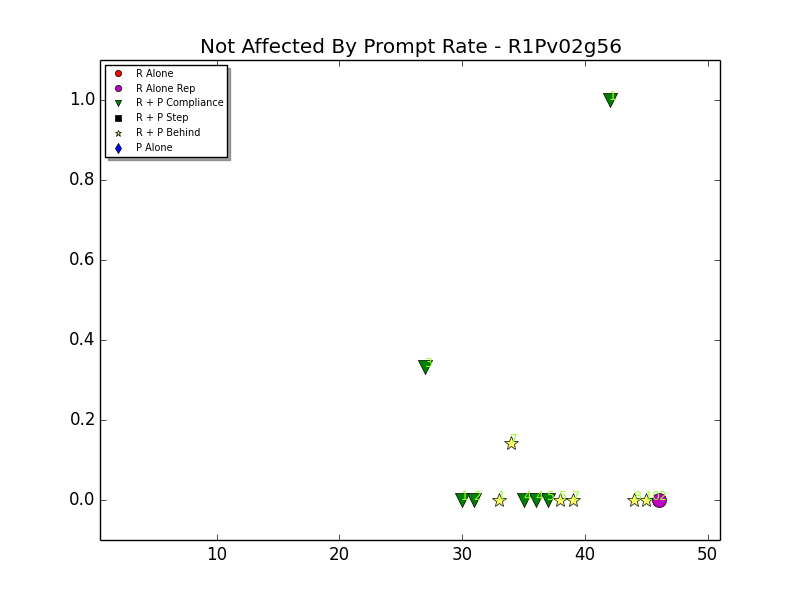 Not Affected By Prompt Rate - R1Pv02g56
R Alone
R Alone Rep
R + P Compliance
R + P Step
R + P Behind
P Alone
1.0
0.8
0.6
0.4
0.2
0.0
10 20 30 40 50